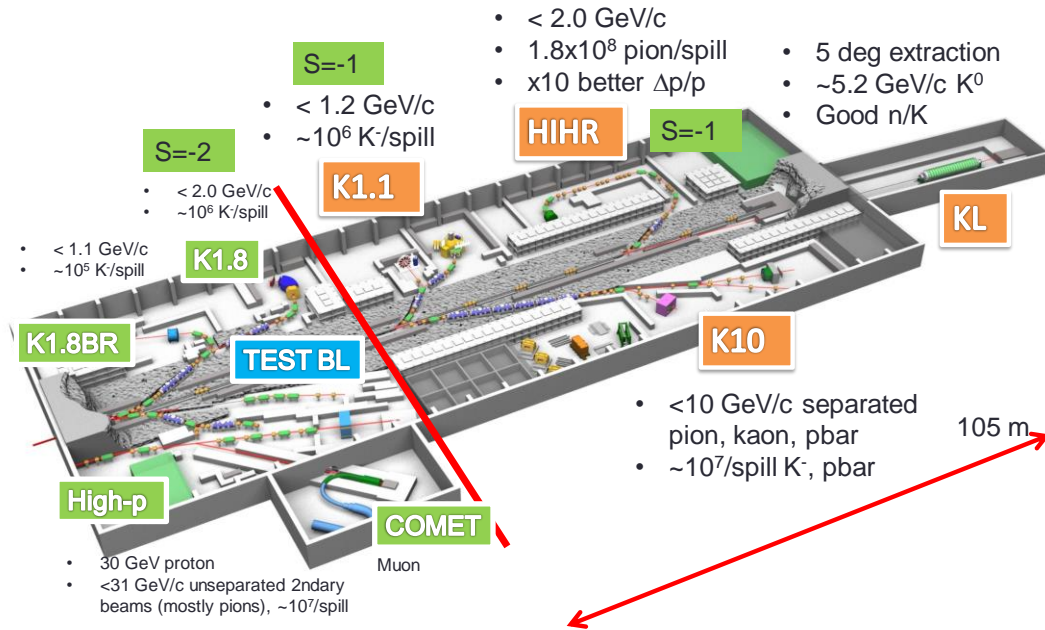 • < 2.0 GeV/c
• 1.8x10⁸ pion/spill
• x10 better Δp/p
HIHR
S=-1
• 5 deg extraction
• ~5.2 GeV/c K⁰
• Good n/K
KL
S=-1
• < 1.2 GeV/c
• ~10⁶ K⁻/spill
K1.1
S=-2
• < 2.0 GeV/c
• ~10⁶ K⁻/spill
K1.8
• < 1.1 GeV/c
• ~10⁵ K⁻/spill
K1.8BR
TEST BL
K10
• <10 GeV/c separated
pion, kaon, pbar
• ~10⁷/spill K⁻, pbar
105 m
High-p
• 30 GeV proton
• <31 GeV/c unseparated 2ndary
beams (mostly pions), ~10⁷/spill
COMET
Muon